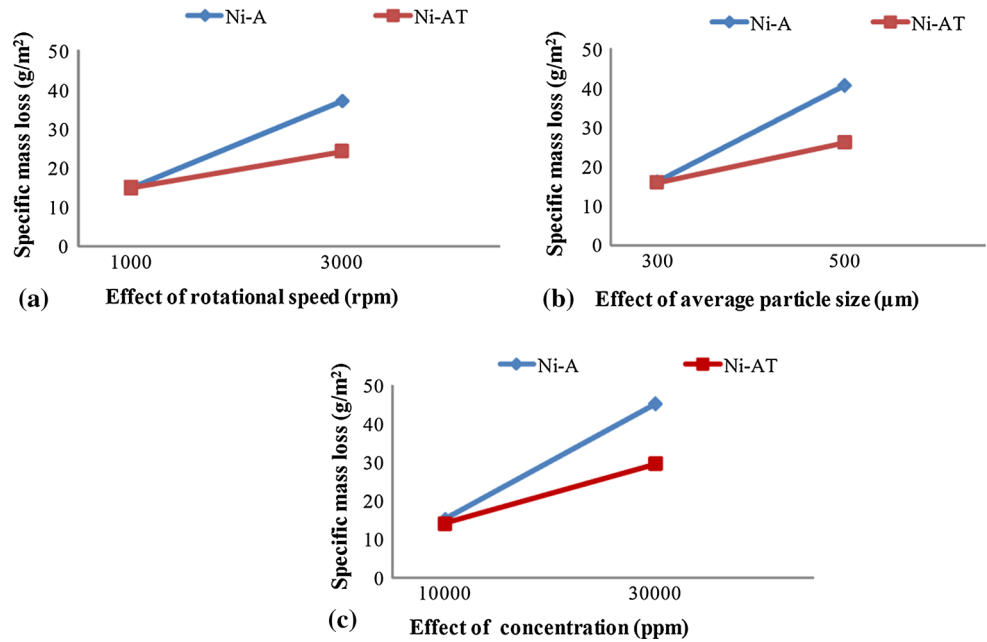 Ni-A Ni-AT
Specific mass loss (g/m²)
50
40
30
20
10
0
1000 3000
(a) Effect of rotational speed (rpm)
Ni-A Ni-AT
Specific mass loss (g/m²)
50
40
30
20
10
0
300 500
(b) Effect of average particle size (µm)
Ni-A Ni-AT
Specific mass loss (g/m²)
50
40
30
20
10
0
10000 30000
(c) Effect of concentration (ppm)